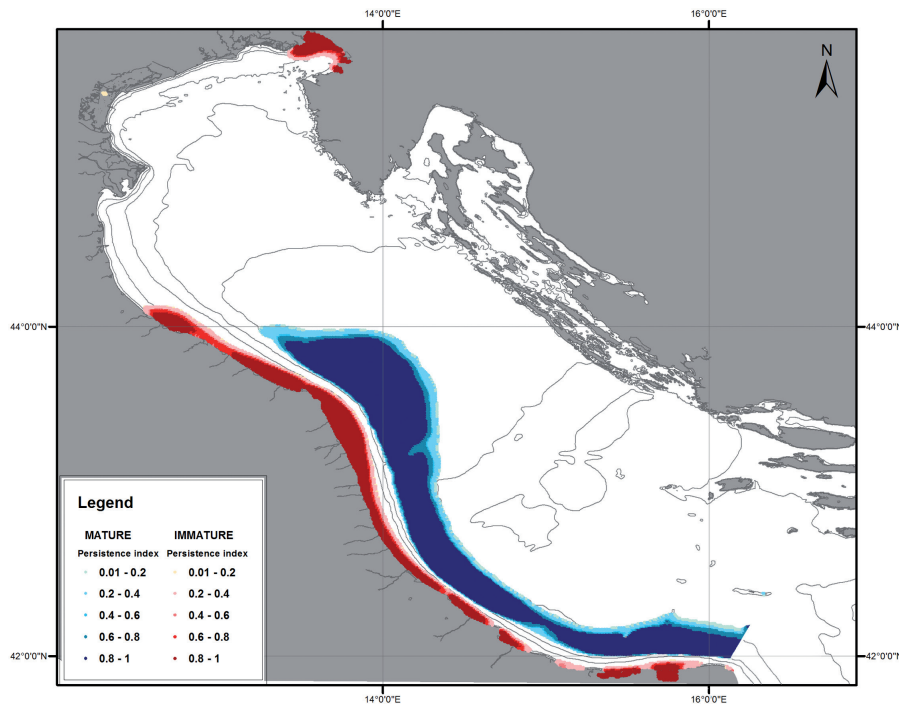 14°0'0"E 16°0'0"E
N
44°0'0"N 44°0'0"N
Legend
MATURE IMMATURE
Persistence index Persistence index
0.01 - 0.2 0.01 - 0.2
0.2 - 0.4 0.2 - 0.4
0.4 - 0.6 0.4 - 0.6
0.6 - 0.8 0.6 - 0.8
0.8 - 1 0.8 - 1
42°0'0"N 42°0'0"N
14°0'0"E 16°0'0"E